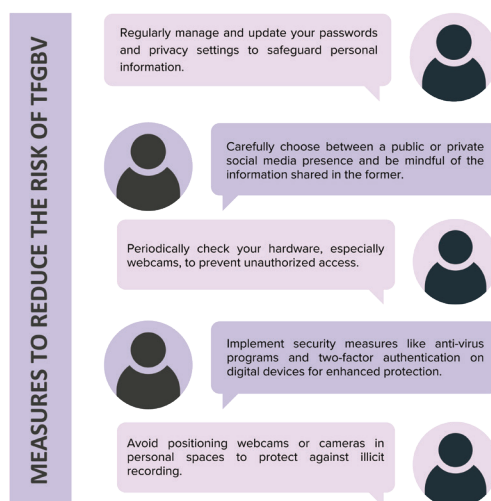 MEASURES TO REDUCE THE RISK OF TFGBV
Regularly manage and update your passwords
and privacy settings to safeguard personal
information.
Carefully choose between a public or private
social media presence and be mindful of the
information shared in the former.
Periodically check your hardware, especially
webcams, to prevent unauthorized access.
Implement security measures like anti-virus
programs and two-factor authentication on
digital devices for enhanced protection.
Avoid positioning webcams or cameras in
personal spaces to protect against illicit
recording.